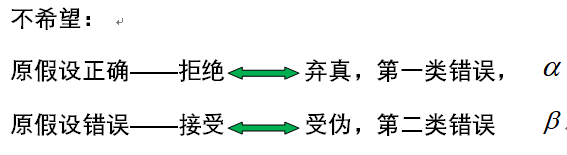 不希望：
原假设正确——拒绝 弃真，第一类错误， α
原假设错误——接受 受伪，第二类错误 β